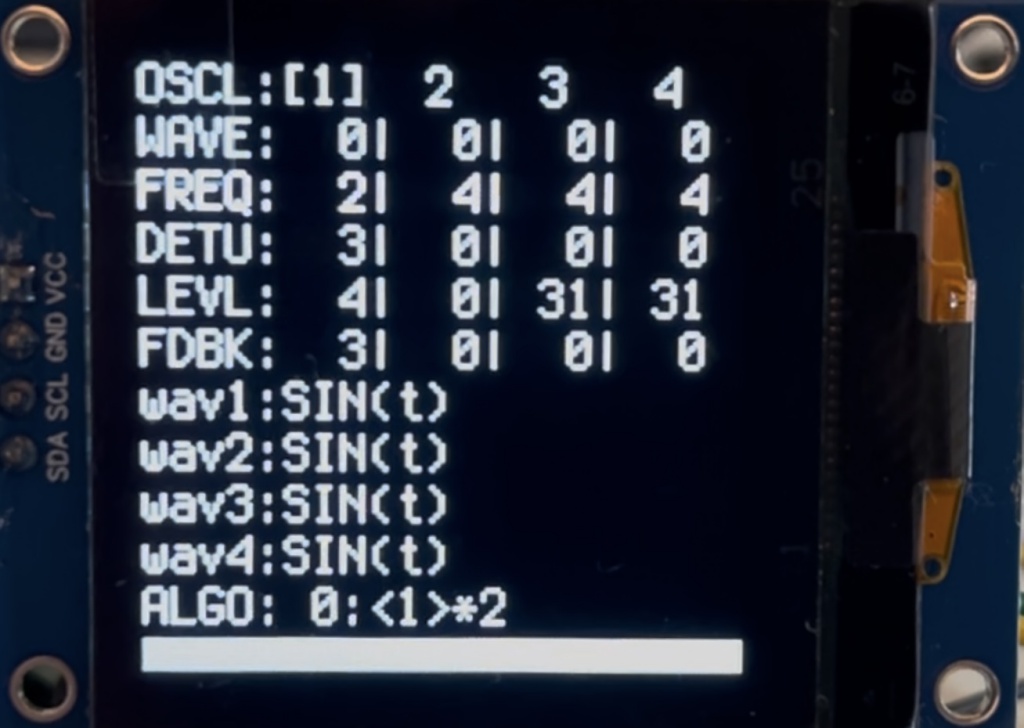 OSCL:[1] 2 3 4
WAVE: 0| 0| 0| 0
FREQ: 2| 4| 4| 4
DETU: 3| 0| 0| 0
LEVL: 4| 0| 31| 31
FDBK: 3| 0| 0| 0
wav1:SIN(t)
wav2:SIN(t)
wav3:SIN(t)
wav4:SIN(t)
ALGO: 0:<1>*2
SDA SCL GND VCC
25
6-7